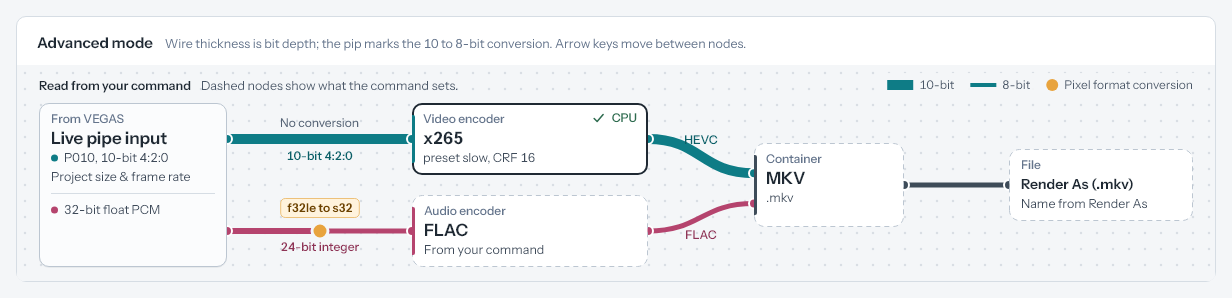 Advanced mode Wire thickness is bit depth; the pip marks the 10 to 8-bit conversion. Arrow keys move between nodes.
Read from your command Dashed nodes show what the command sets.
10-bit 8-bit Pixel format conversion
From VEGAS
Live pipe input
P010, 10-bit 4:2:0
Project size & frame rate
32-bit float PCM
No conversion
10-bit 4:2:0
f32le to s32
24-bit integer
Video encoder CPU
x265
preset slow, CRF 16
Audio encoder
FLAC
From your command
HEVC
FLAC
Container
MKV
.mkv
File
Render As (.mkv)
Name from Render As